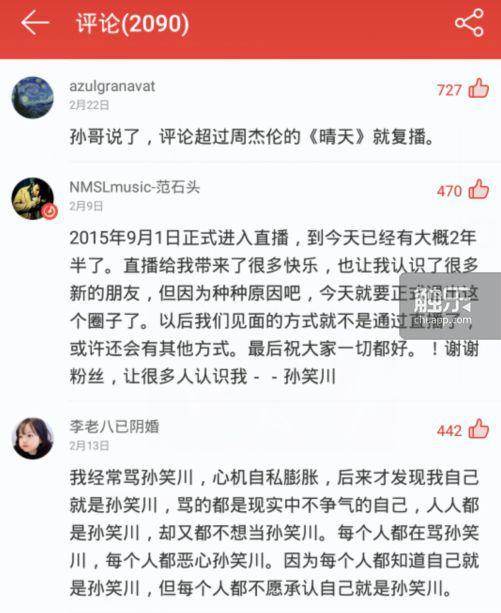 评论(2090)
azulgranavat
727
2月22日
孙哥说了，评论超过周杰伦的《晴天》就复播。
NMSLmusic-范石头
470
2月9日
2015年9月1日正式进入直播，到今天已经有大概2年
半了。直播给我带来了很多快乐，也让我认识了很多
新的朋友，但因为种种原因吧，今天就要正式退出这
个圈子了。以后我们见面的方式就不是通过直播了，
或许还会有其他方式。最后祝大家一切都好。！谢谢
粉丝，让很多人认识我 - - 孙笑川
触乐
chuapp.com
李老八已阴婚
442
2月13日
我经常骂孙笑川，心机自私膨胀，后来才发现我自己
就是孙笑川，骂的都是现实中不争气的自己，人人都
是孙笑川，却又都不想当孙笑川。每个人都在骂孙笑
川，每个人都恶心孙笑川。因为每个人都知道自己就
是孙笑川，但每个人都不愿承认自己就是孙笑川。